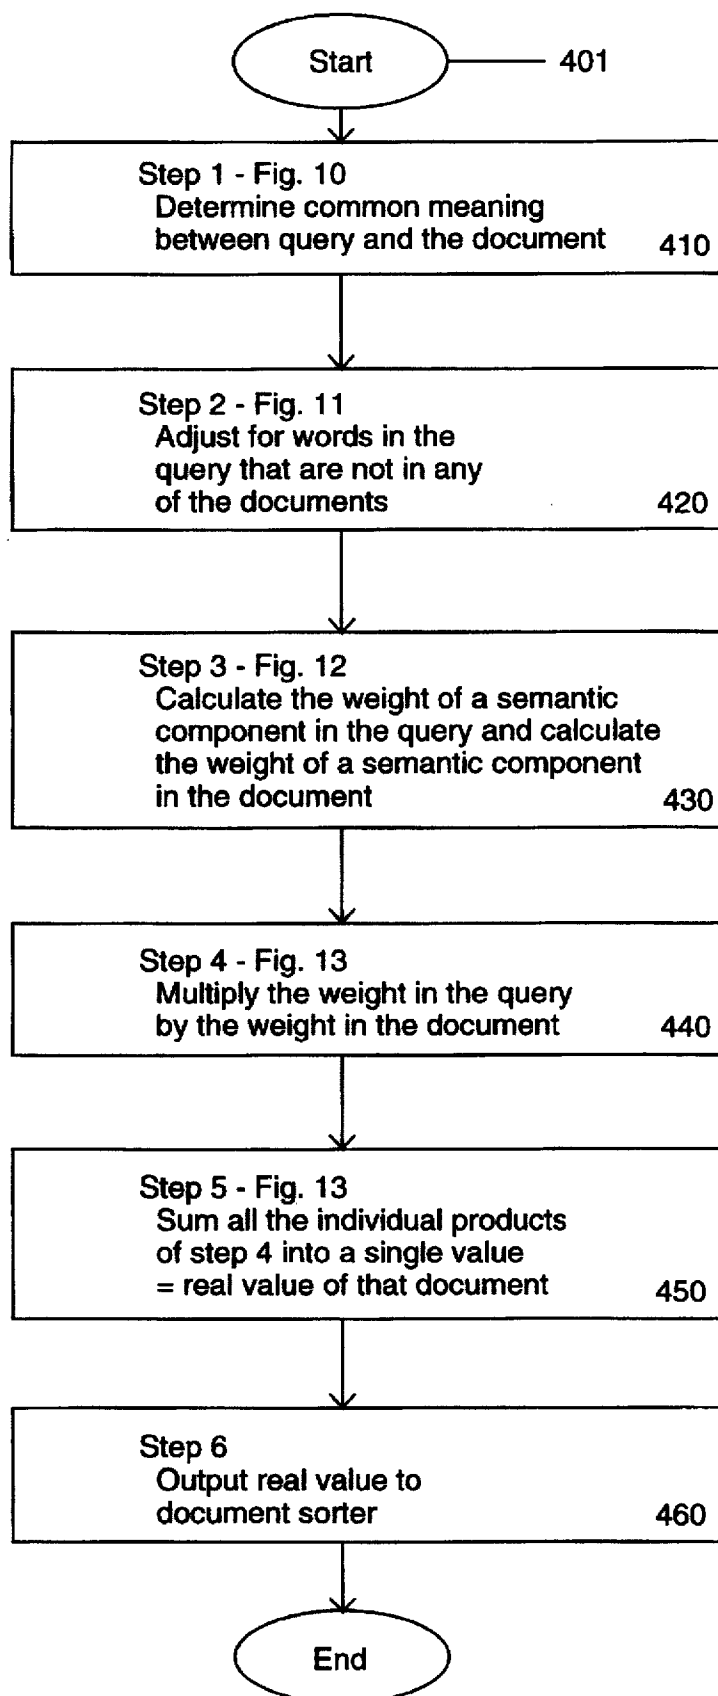 Start
401
Step 1 - Fig. 10
Determine common meaning
between query and the document
410
Step 2 - Fig. 11
Adjust for words in the
query that are not in any
of the documents
420
Step 3 - Fig. 12
Calculate the weight of a semantic
component in the query and calculate
the weight of a semantic component
in the document
430
Step 4 - Fig. 13
Multiply the weight in the query
by the weight in the document
440
Step 5 - Fig. 13
Sum all the individual products
of step 4 into a single value
= real value of that document
450
Step 6
Output real value to
document sorter
460
End